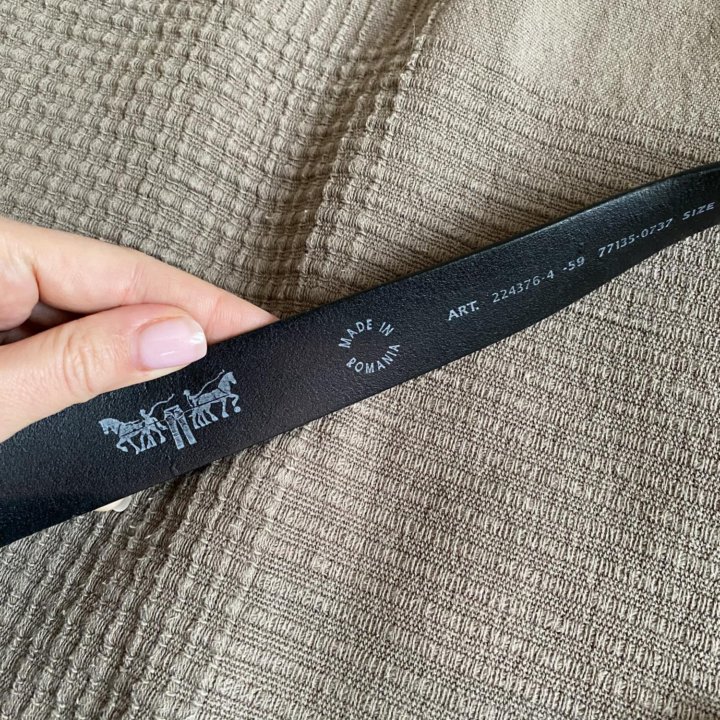 MADE IN
ROMANIA
ART. 224376-4 -59 77135-0737 SIZE